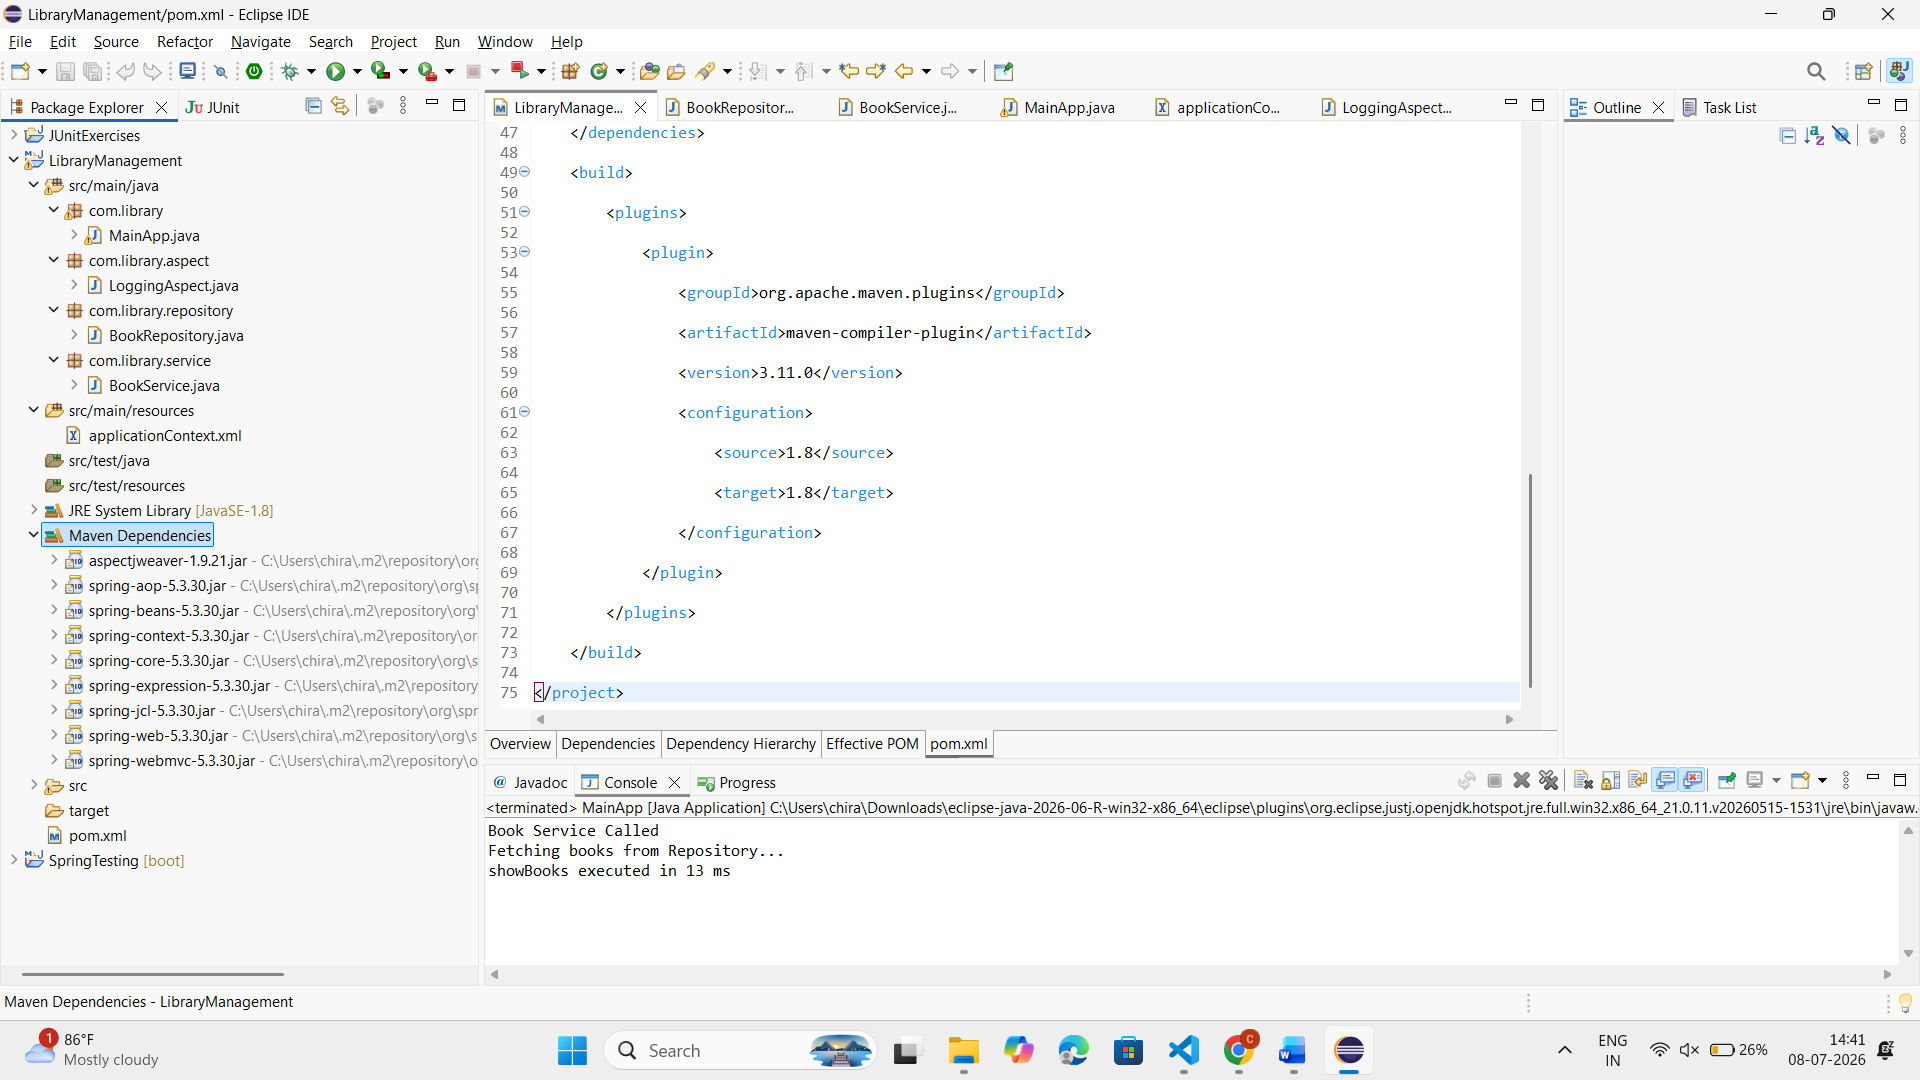 LibraryManagement/pom.xml - Eclipse IDE
File Edit Source Refactor Navigate Search Project Run Window Help
Package Explorer
JUnit
JUnitExercises
LibraryManagement
src/main/java
com.library
MainApp.java
com.library.aspect
LoggingAspect.java
com.library.repository
BookRepository.java
com.library.service
BookService.java
src/main/resources
applicationContext.xml
src/test/java
src/test/resources
JRE System Library [JavaSE-1.8]
Maven Dependencies
aspectjweaver-1.9.21.jar - C:\Users\chira\.m2\repository\org
spring-aop-5.3.30.jar - C:\Users\chira\.m2\repository\org\sp
spring-beans-5.3.30.jar - C:\Users\chira\.m2\repository\org\
spring-context-5.3.30.jar - C:\Users\chira\.m2\repository\or
spring-core-5.3.30.jar - C:\Users\chira\.m2\repository\org\s
spring-expression-5.3.30.jar - C:\Users\chira\.m2\repository
spring-jcl-5.3.30.jar - C:\Users\chira\.m2\repository\org\spr
spring-web-5.3.30.jar - C:\Users\chira\.m2\repository\org\s
spring-webmvc-5.3.30.jar - C:\Users\chira\.m2\repository\o
src
target
pom.xml
SpringTesting [boot]
LibraryManage... BookRepositor... BookService.j... MainApp.java applicationCo... LoggingAspect...
47 </dependencies>
48
49 <build>
50
51 <plugins>
52
53 <plugin>
54
55 <groupId>org.apache.maven.plugins</groupId>
56
57 <artifactId>maven-compiler-plugin</artifactId>
58
59 <version>3.11.0</version>
60
61 <configuration>
62
63 <source>1.8</source>
64
65 <target>1.8</target>
66
67 </configuration>
68
69 </plugin>
70
71 </plugins>
72
73 </build>
74
75 </project>
Overview Dependencies Dependency Hierarchy Effective POM pom.xml
Outline Task List
Javadoc Console Progress
<terminated> MainApp [Java Application] C:\Users\chira\Downloads\eclipse-java-2026-06-R-win32-x86_64\eclipse\plugins\org.eclipse.justj.openjdk.hotspot.jre.full.win32.x86_64_21.0.11.v20260515-1531\jre\bin\javaw.
Book Service Called
Fetching books from Repository...
showBooks executed in 13 ms
Maven Dependencies - LibraryManagement
1
86°F
Mostly cloudy
Search
C
ENG
IN
26%
14:41
08-07-2026